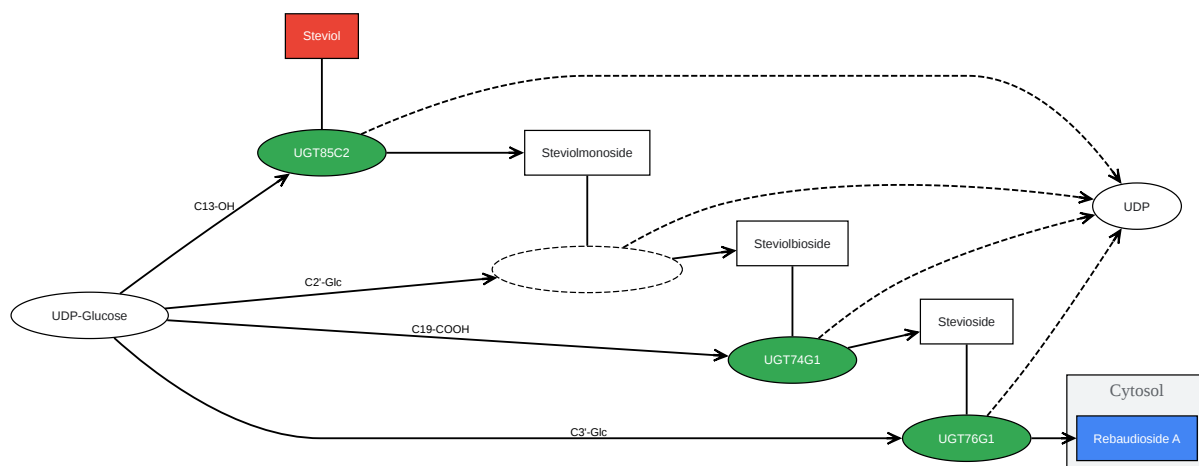 Steviol
UGT85C2
Steviolmonoside
C13-OH
UDP
Steviolbioside
C2'-Glc
UDP-Glucose
Stevioside
C19-COOH
UGT74G1
Cytosol
C3'-Glc
UGT76G1
Rebaudioside A